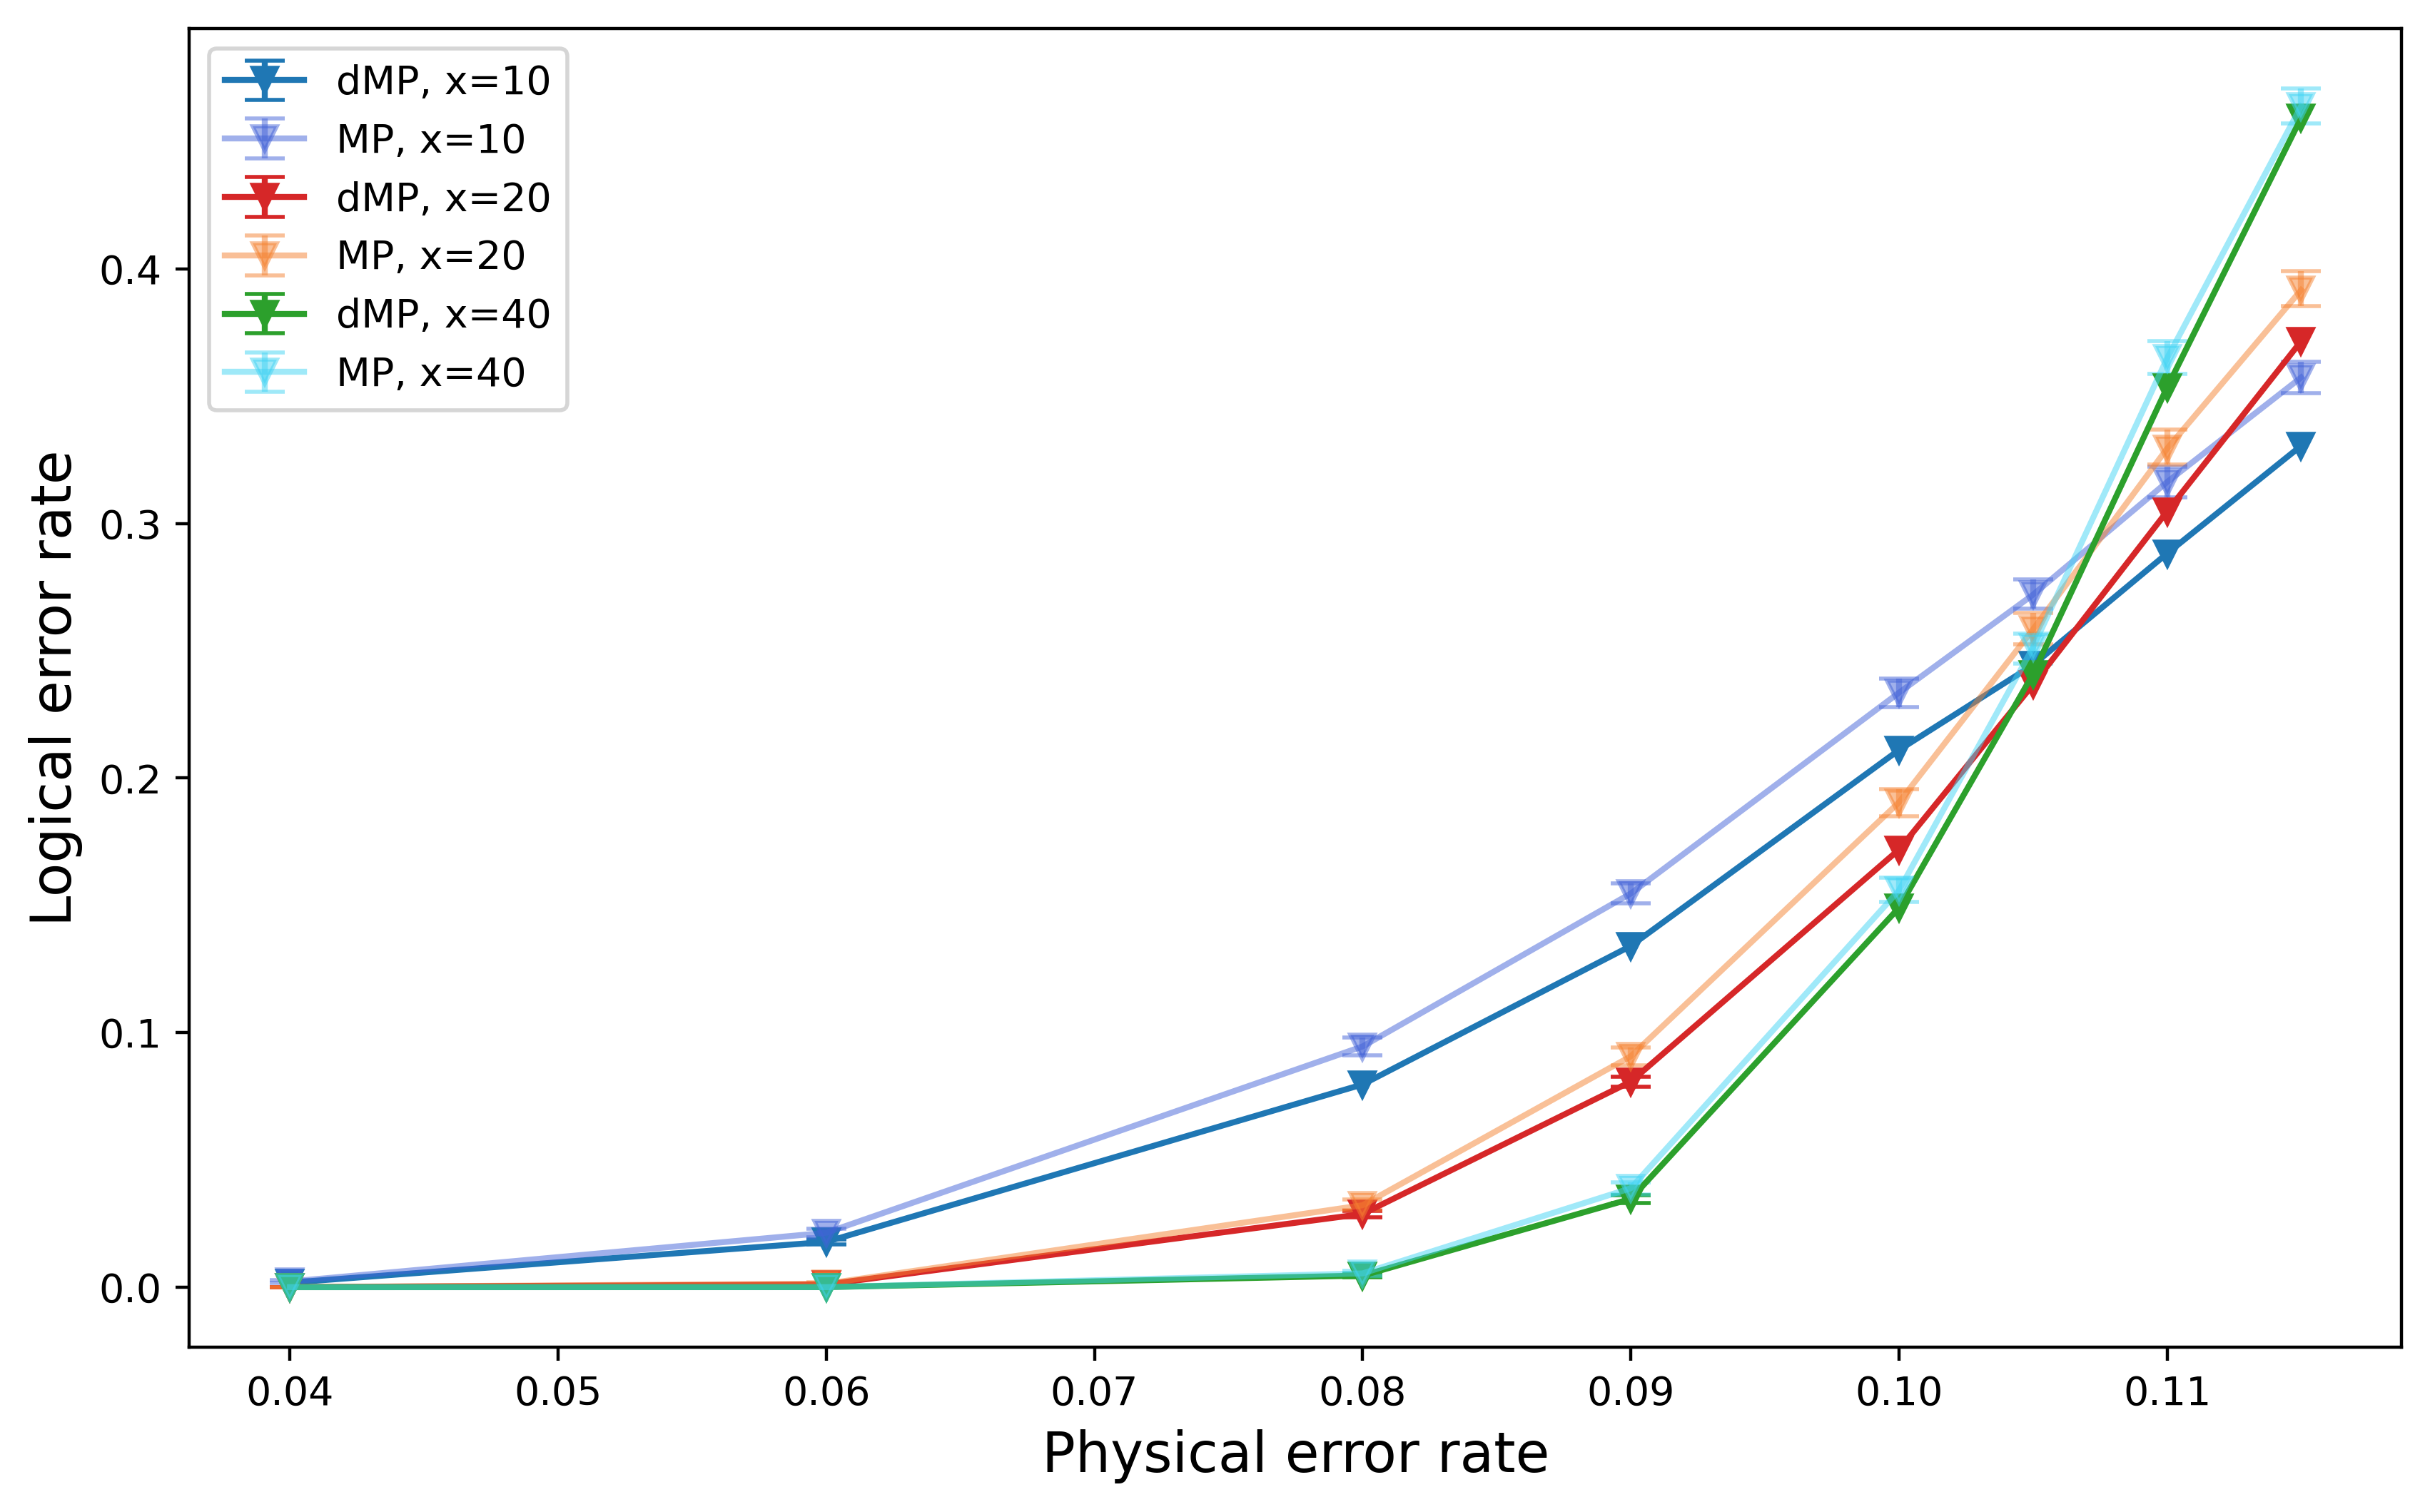 dMP, x=10
MP, x=10
dMP, x=20
MP, x=20
dMP, x=40
MP, x=40
Logical error rate
0.4
0.3
0.2
0.1
0.0
0.04 0.05 0.06 0.07 0.08 0.09 0.10 0.11
Physical error rate